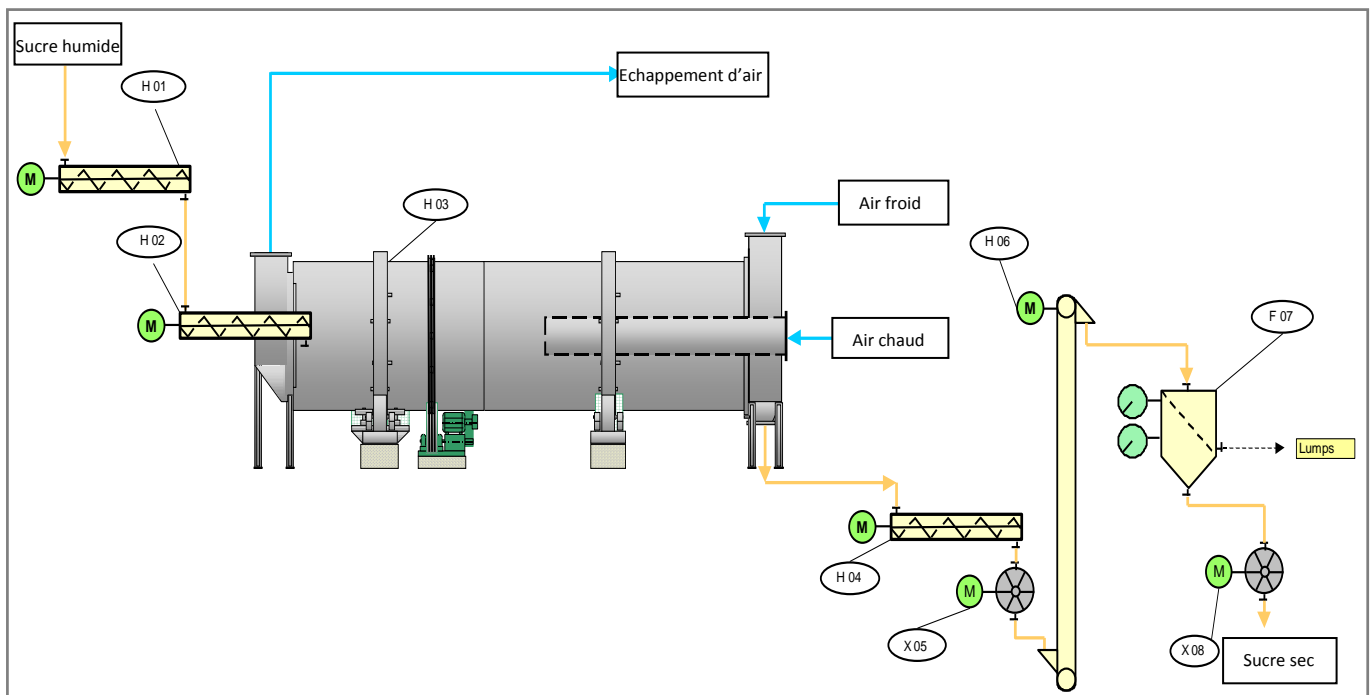 Sucre humide
H 01
Echappement d’air
M
H 03
Air froid
H 02
H 06
M
F 07
M
Air chaud
Lumps
M
H 04
M
M
X 05
X 08
Sucre sec